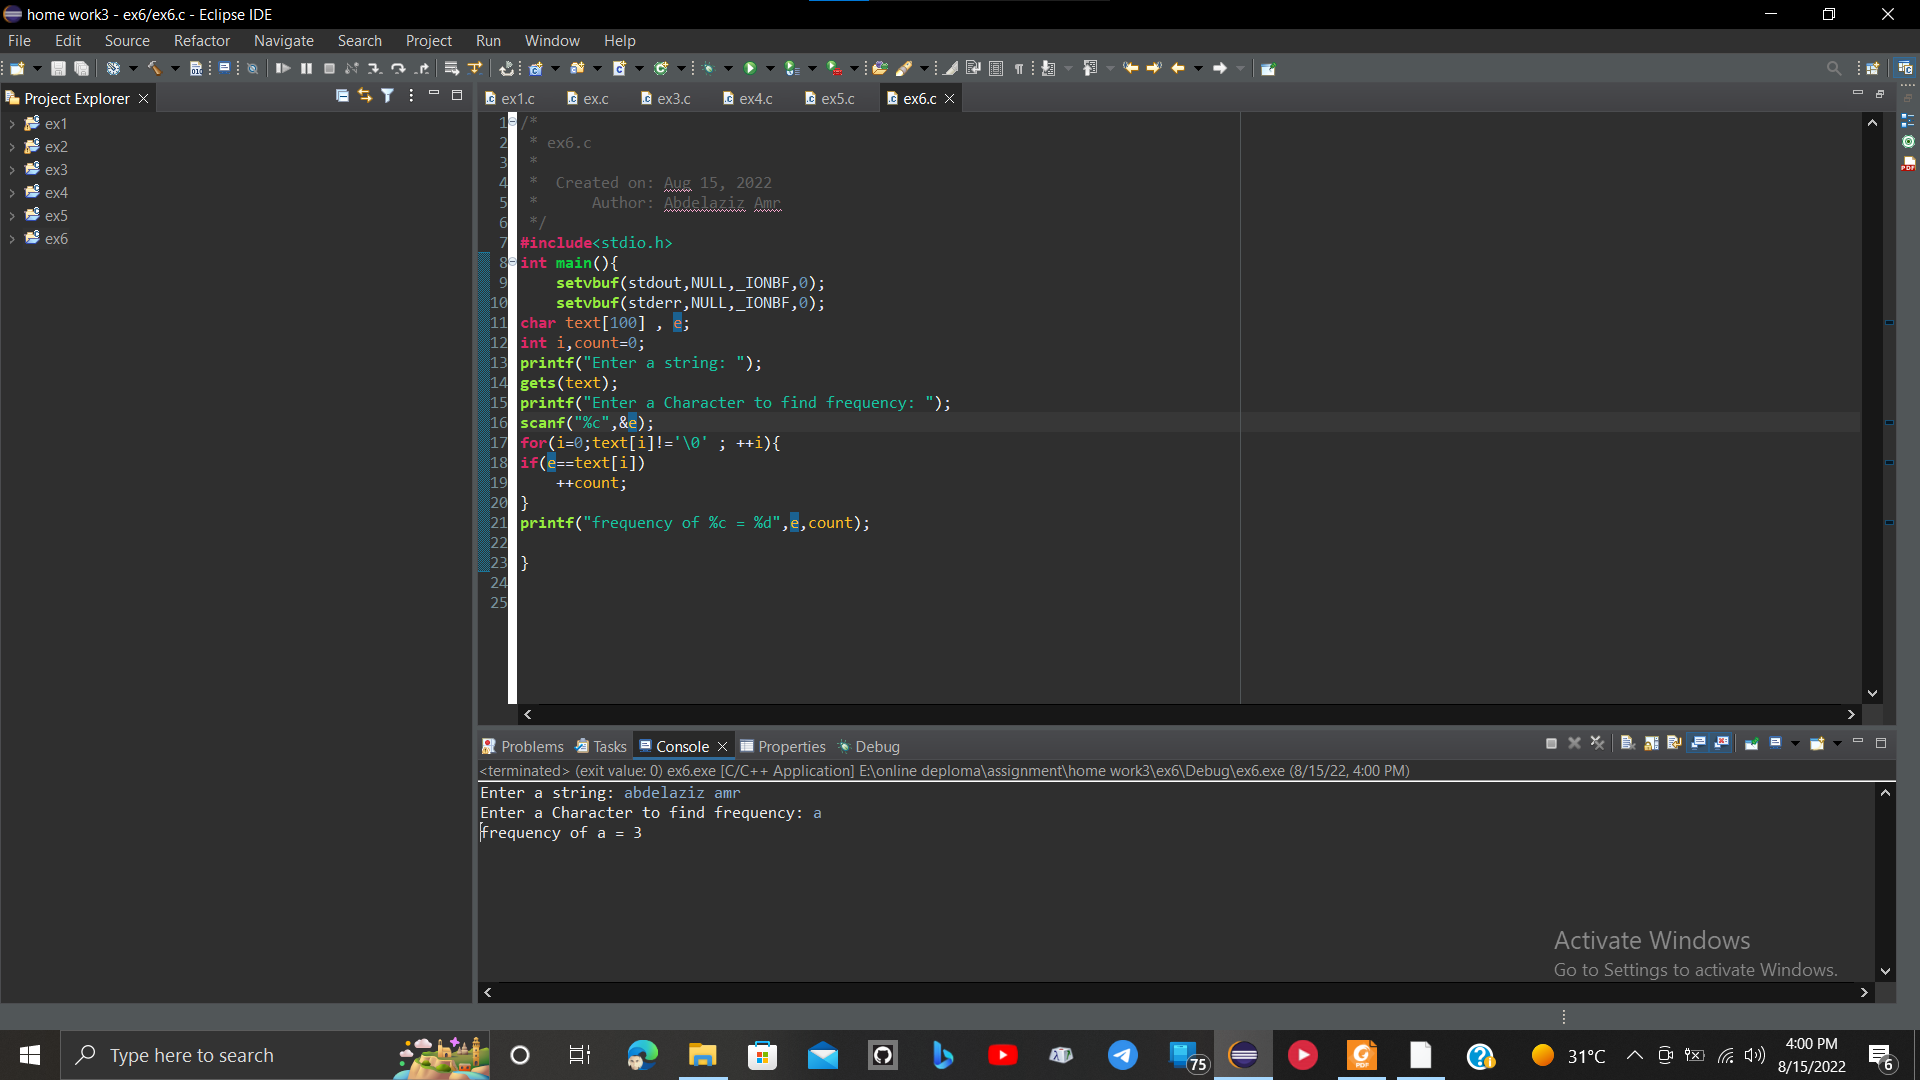 home work3 - ex6/ex6.c - Eclipse IDE
File Edit Source Refactor Navigate Search Project Run Window Help
Project Explorer
ex1.c ex.c ex3.c ex4.c ex5.c ex6.c
ex1
ex2
ex3
ex4
ex5
ex6
1 /*
2  * ex6.c
3  *
4  *  Created on: Aug 15, 2022
5  *      Author: Abdelaziz Amr
6  */
7 #include<stdio.h>
8 int main(){
9     setvbuf(stdout,NULL,_IONBF,0);
10     setvbuf(stderr,NULL,_IONBF,0);
11 char text[100] , e;
12 int i,count=0;
13 printf("Enter a string: ");
14 gets(text);
15 printf("Enter a Character to find frequency: ");
16 scanf("%c",&e);
17 for(i=0;text[i]!='\0' ; ++i){
18 if(e==text[i])
19     ++count;
20 }
21 printf("frequency of %c = %d",e,count);
22
23 }
24
25
Problems Tasks Console Properties Debug
<terminated> (exit value: 0) ex6.exe [C/C++ Application] E:\online deploma\assignment\home work3\ex6\Debug\ex6.exe (8/15/22, 4:00 PM)
Enter a string: abdelaziz amr
Enter a Character to find frequency: a
frequency of a = 3
Activate Windows
Go to Settings to activate Windows.
Type here to search
75
31°C
4:00 PM
8/15/2022
6